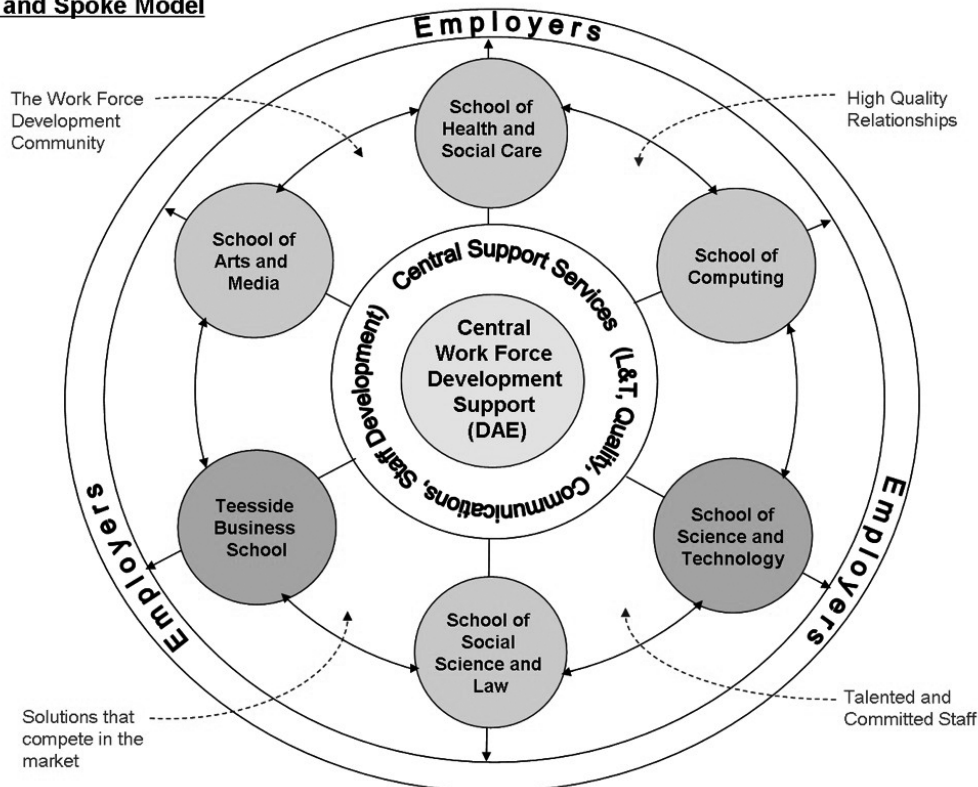 and Spoke Model
Employers
The Work Force
Development
Community
High Quality
Relationships
School of
Health and
Social Care
School of
Arts and
Media
School of
Computing
Central Support Services (L&T, Quality, Communications, Staff Development)
Central
Work Force
Development
Support
(DAE)
Teesside
Business
School
School of
Science and
Technology
School of
Social
Science and
Law
Employers
Employers
Solutions that
compete in the
market
Talented and
Committed Staff